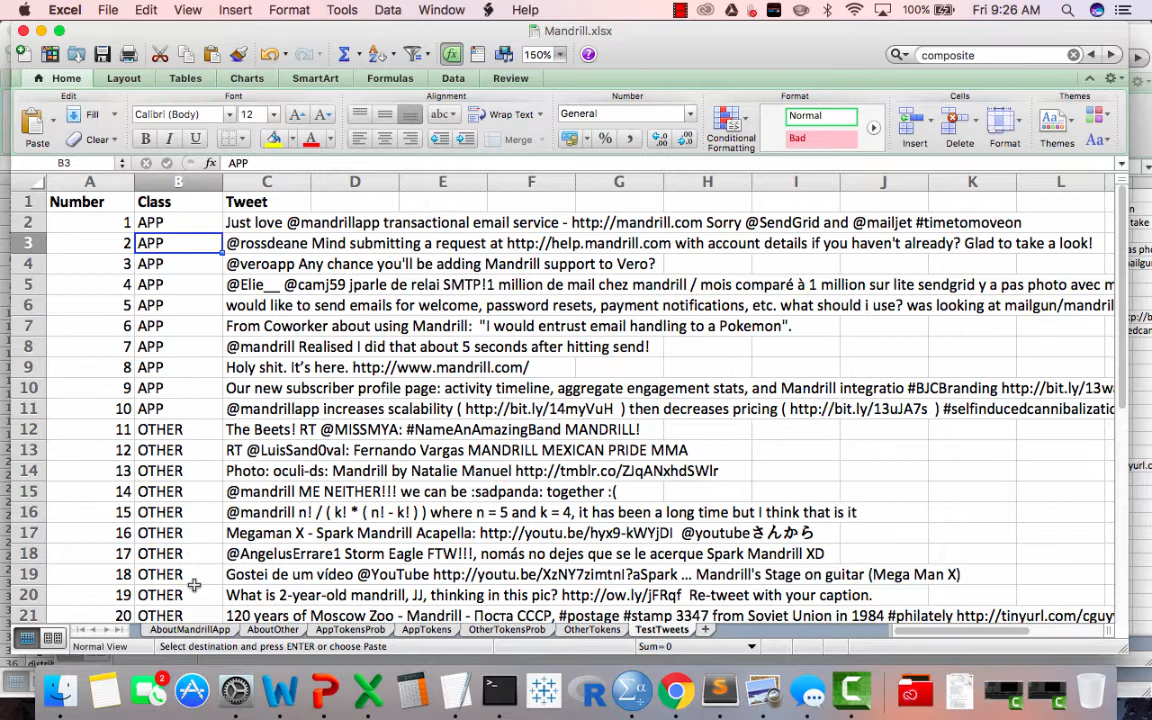 Excel File Edit View Insert Format Tools Data Window Help 100% Fri 9:26 AM
Mandrill.xlsx
150% composite
Home Layout Tables Charts SmartArt Formulas Data Review
Edit Font Alignment Number Format Cells Themes
Paste Fill Clear Calibri (Body) 12 abc Wrap Text Merge General Conditional Formatting Normal Bad Insert Delete Format Themes Aa
B3 fx APP
A B C D E F G H I J K L
1 Number Class Tweet
2 1 APP Just love @mandrillapp transactional email service - http://mandrill.com Sorry @SendGrid and @mailjet #timetomoveon
3 2 APP @rossdeane Mind submitting a request at http://help.mandrill.com with account details if you haven't already? Glad to take a look!
4 3 APP @veroapp Any chance you'll be adding Mandrill support to Vero?
5 4 APP @Elie__ @camj59 jparle de relai SMTP!1 million de mail chez mandrill / mois comparé à 1 million sur lite sendgrid y a pas photo avec m
6 5 APP would like to send emails for welcome, password resets, payment notifications, etc. what should i use? was looking at mailgun/mandril
7 6 APP From Coworker about using Mandrill: "I would entrust email handling to a Pokemon".
8 7 APP @mandrill Realised I did that about 5 seconds after hitting send!
9 8 APP Holy shit. It's here. http://www.mandrill.com/
10 9 APP Our new subscriber profile page: activity timeline, aggregate engagement stats, and Mandrill integratio #BJCBranding http://bit.ly/13w
11 10 APP @mandrillapp increases scalability ( http://bit.ly/14myVuH ) then decreases pricing ( http://bit.ly/13uJA7s ) #selfinducedcannibalizatio
12 11 OTHER The Beets! RT @MISSMYA: #NameAnAmazingBand MANDRILL!
13 12 OTHER RT @LuisSand0val: Fernando Vargas MANDRILL MEXICAN PRIDE MMA
14 13 OTHER Photo: oculi-ds: Mandrill by Natalie Manuel http://tmblr.co/ZJqANxhdSWlr
15 14 OTHER @mandrill ME NEITHER!!! we can be :sadpanda: together :(
16 15 OTHER @mandrill n! / ( k! * ( n! - k! ) ) where n = 5 and k = 4, it has been a long time but I think that is it
17 16 OTHER Megaman X - Spark Mandrill Acapella: http://youtu.be/hyx9-kWYjDI @youtubeさんから
18 17 OTHER @AngelusErrare1 Storm Eagle FTW!!!, nomás no dejes que se le acerque Spark Mandrill XD
19 18 OTHER Gostei de um vídeo @YouTube http://youtu.be/XzNY7zimtnI?aSpark ... Mandrill's Stage on guitar (Mega Man X)
20 19 OTHER What is 2-year-old mandrill, JJ, thinking in this pic? http://ow.ly/jFRqf Re-tweet with your caption.
21 20 OTHER 120 years of Moscow Zoo - Mandrill - Поста СССР, #postage #stamp 3347 from Soviet Union in 1984 #philately http://tinyurl.com/cguy
AboutMandrillApp AboutOther AppTokensProb AppTokens OtherTokensProb OtherTokens TestTweets +
Normal View Select destination and press ENTER or choose Paste Sum=0
2